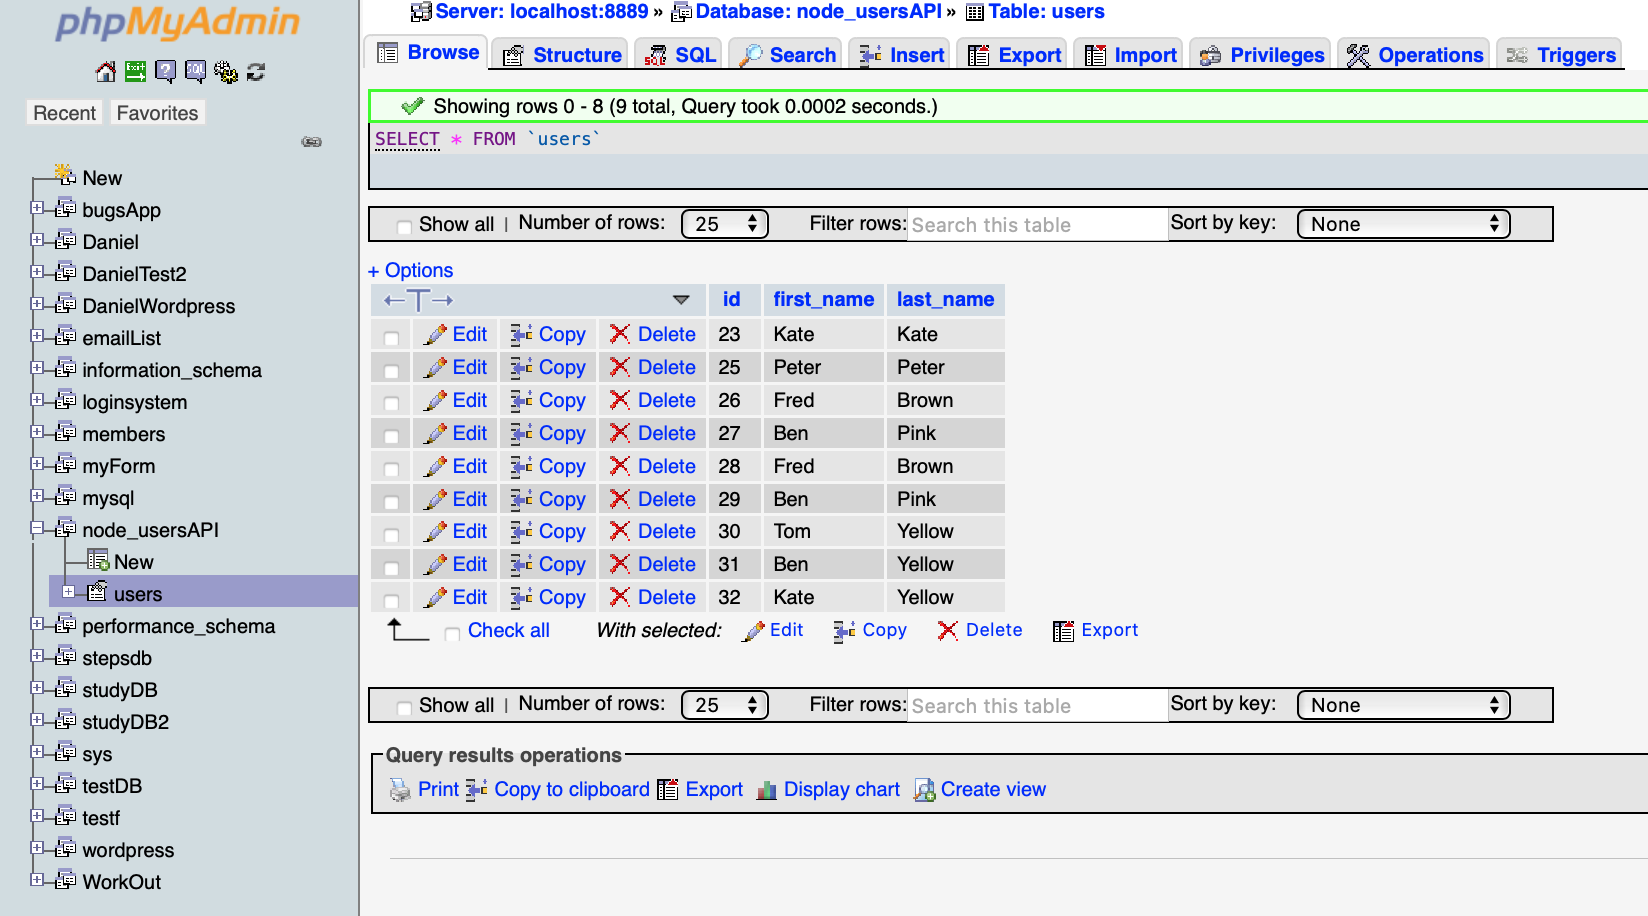 phpMyAdmin
Recent Favorites
New
bugsApp
Daniel
DanielTest2
DanielWordpress
emailList
information_schema
loginsystem
members
myForm
mysql
node_usersAPI
New
users
performance_schema
stepsdb
studyDB
studyDB2
sys
testDB
testf
wordpress
WorkOut
Server: localhost:8889 » Database: node_usersAPI » Table: users
Browse Structure SQL Search Insert Export Import Privileges Operations Triggers
Showing rows 0 - 8 (9 total, Query took 0.0002 seconds.)
SELECT * FROM `users`
Show all | Number of rows: 25 Filter rows: Search this table Sort by key: None
+ Options
←T→ id first_name last_name
Edit Copy Delete 23 Kate Kate
Edit Copy Delete 25 Peter Peter
Edit Copy Delete 26 Fred Brown
Edit Copy Delete 27 Ben Pink
Edit Copy Delete 28 Fred Brown
Edit Copy Delete 29 Ben Pink
Edit Copy Delete 30 Tom Yellow
Edit Copy Delete 31 Ben Yellow
Edit Copy Delete 32 Kate Yellow
Check all With selected: Edit Copy Delete Export
Show all | Number of rows: 25 Filter rows: Search this table Sort by key: None
Query results operations
Print Copy to clipboard Export Display chart Create view